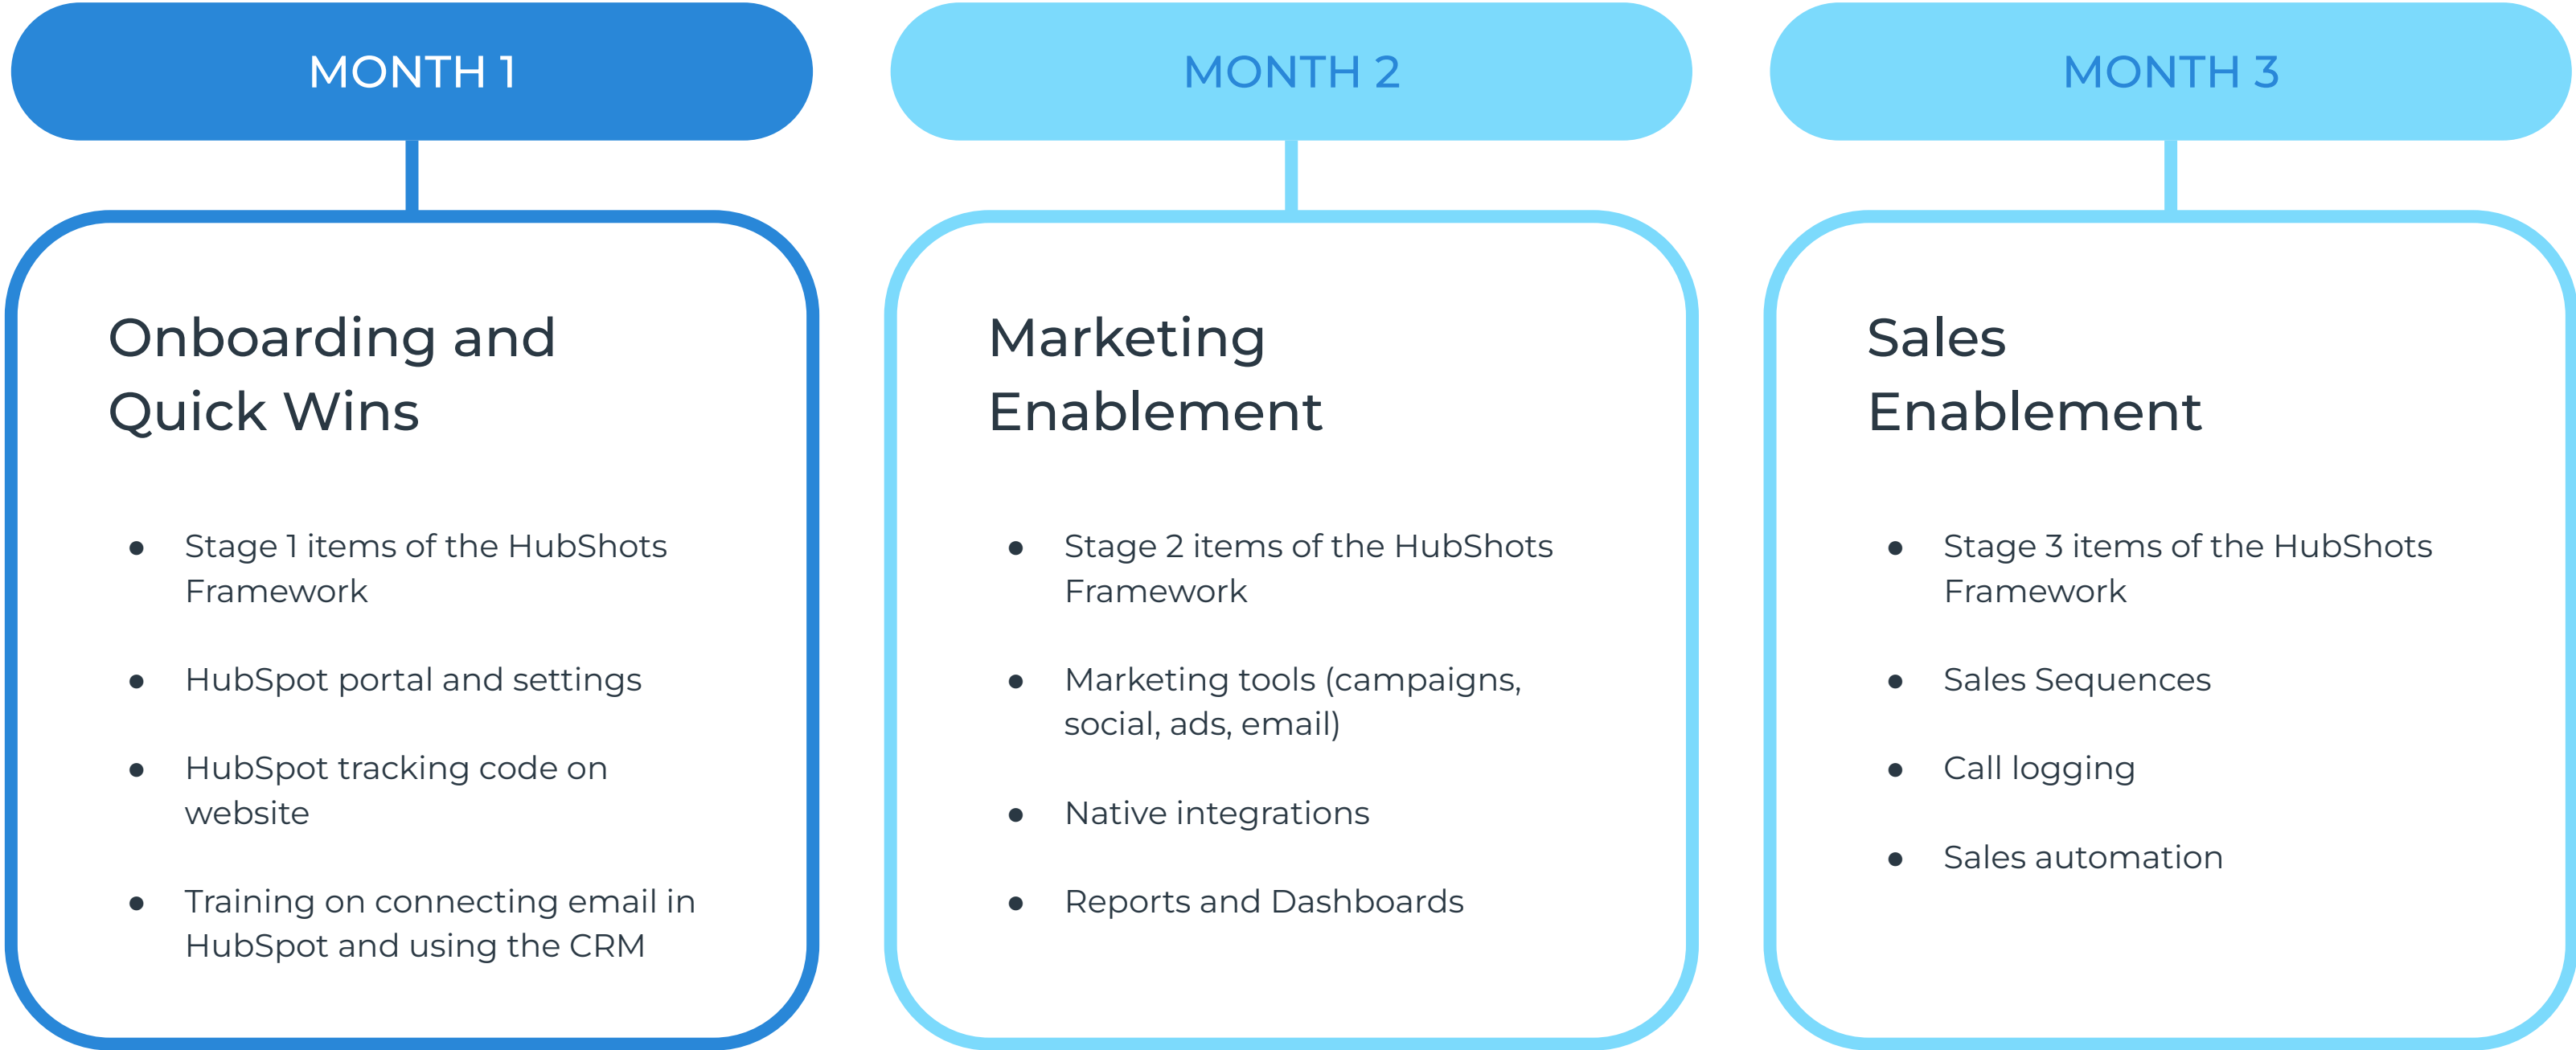 MONTH 1
Onboarding and
Quick Wins
● Stage 1 items of the HubShots
Framework
● HubSpot portal and settings
● HubSpot tracking code on
website
● Training on connecting email in
HubSpot and using the CRM
MONTH 2
Marketing
Enablement
● Stage 2 items of the HubShots
Framework
● Marketing tools (campaigns,
social, ads, email)
● Native integrations
● Reports and Dashboards
MONTH 3
Sales
Enablement
● Stage 3 items of the HubShots
Framework
● Sales Sequences
● Call logging
● Sales automation